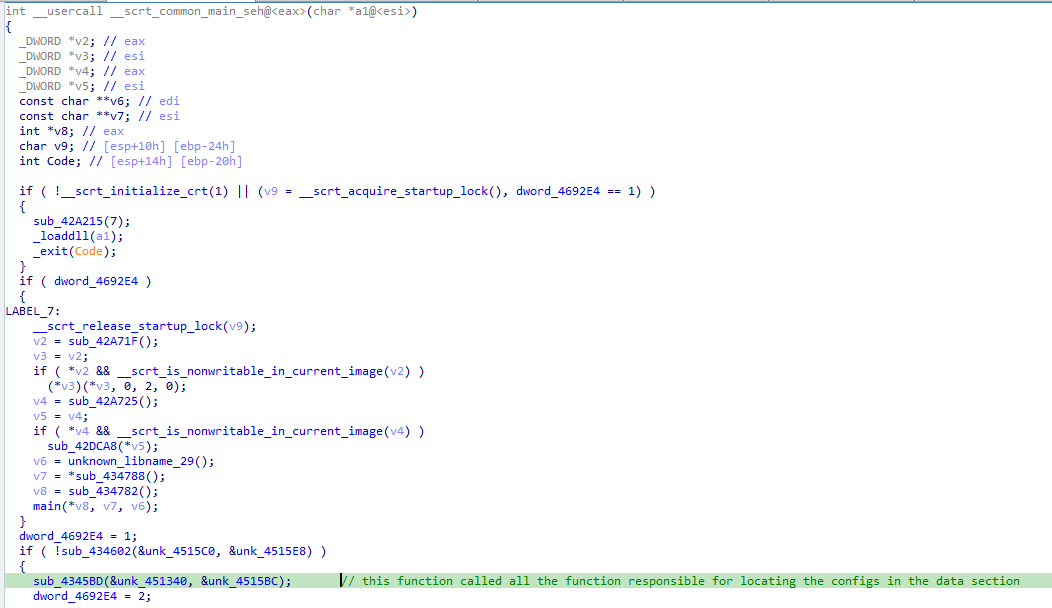 int __usercall __scrt_common_main_seh@<eax>(char *a1@<esi>)
{
_DWORD *v2; // eax
_DWORD *v3; // esi
_DWORD *v4; // eax
_DWORD *v5; // esi
const char **v6; // edi
const char **v7; // esi
int *v8; // eax
char v9; // [esp+10h] [ebp-24h]
int Code; // [esp+14h] [ebp-20h]
if ( !__scrt_initialize_crt(1) || (v9 = __scrt_acquire_startup_lock(), dword_4692E4 == 1) )
{
sub_42A215(7);
_loaddll(a1);
_exit(Code);
}
if ( dword_4692E4 )
{
LABEL_7:
__scrt_release_startup_lock(v9);
v2 = sub_42A71F();
v3 = v2;
if ( *v2 && __scrt_is_nonwritable_in_current_image(v2) )
(*v3)(*v3, 0, 2, 0);
v4 = sub_42A725();
v5 = v4;
if ( *v4 && __scrt_is_nonwritable_in_current_image(v4) )
sub_42DCA8(*v5);
v6 = unknown_libname_29();
v7 = *sub_434788();
v8 = sub_434782();
main(*v8, v7, v6);
}
dword_4692E4 = 1;
if ( !sub_434602(&unk_4515C0, &unk_4515E8) )
{
sub_4345BD(&unk_451340, &unk_4515BC); // this function called all the function responsible for locating the configs in the data section
dword_4692E4 = 2;